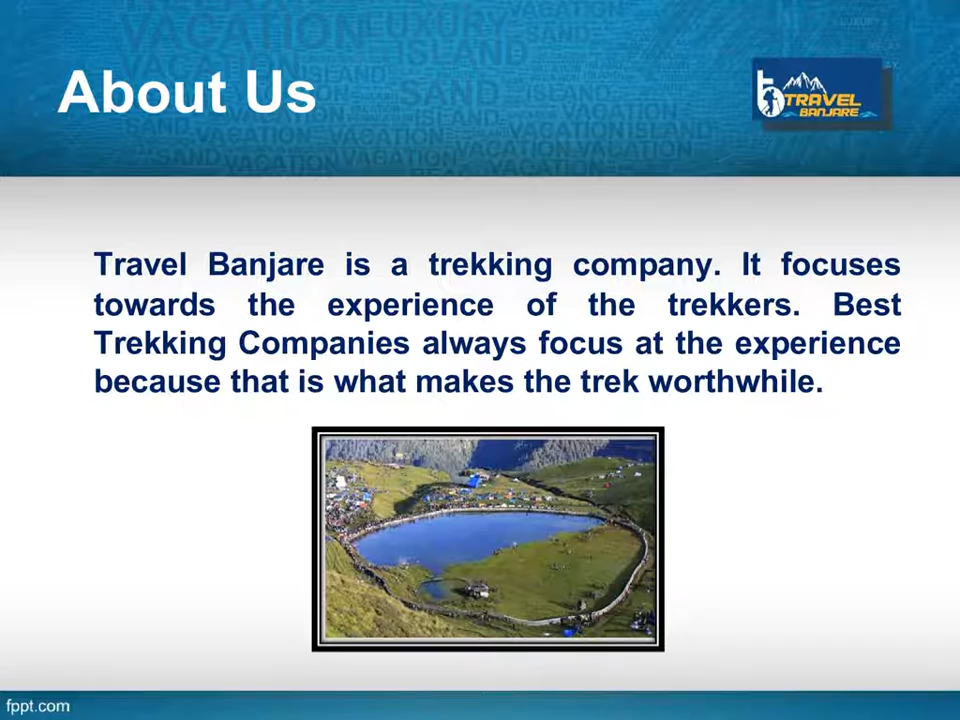 About Us
TRAVEL
BANJARE
Travel Banjare is a trekking company. It focuses
towards the experience of the trekkers. Best
Trekking Companies always focus at the experience
because that is what makes the trek worthwhile.
fppt.com